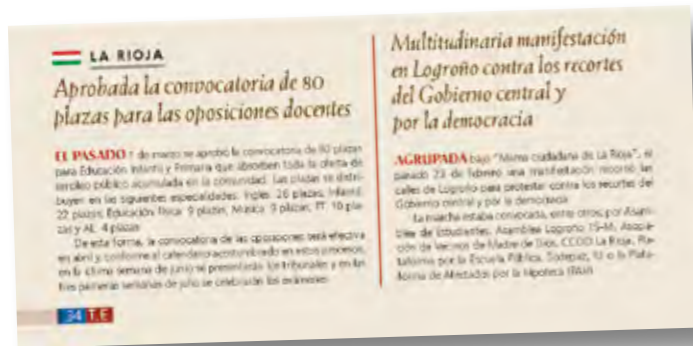 LA RIOJA
Aprobada la convocatoria de 80
plazas para las oposiciones docentes
EL PASADO 1 de marzo se aprobó la convocatoria de 80 plazas
para Educación Infantil y Primaria que absorben toda la oferta de
empleo público acumulada en la comunidad. Las plazas se distri-
buyen en las siguientes especialidades: Inglés 26 plazas, Infantil
22 plazas, Educación Física 9 plazas, Música 9 plazas, PT 10 pla-
zas y AL 4 plazas
De esta forma, la convocatoria de las oposiciones será efectiva
en abril y, conforme al calendario acostumbrado en estos procesos,
en la última semana de junio se presentarán los tribunales y en las
tres primeras semanas de julio se celebrarán los exámenes
Multitudinaria manifestación
en Logroño contra los recortes
del Gobierno central y
por la democracia
AGRUPADA bajo "Marea ciudadana de La Rioja", el
pasado 23 de febrero una manifestación recorrió las
calles de Logroño para protestar contra los recortes del
Gobierno central y por la democracia
La marcha estaba convocada, entre otros, por Asam-
blea de Estudiantes, Asamblea Logroño 15-M, Asocia-
ción de Vecinos de Madre de Dios, CCOO La Rioja, Pla-
taforma por la Escuela Pública, IU o la Plata-
forma de Afectados por la Hipoteca (PAH)
34 T.E